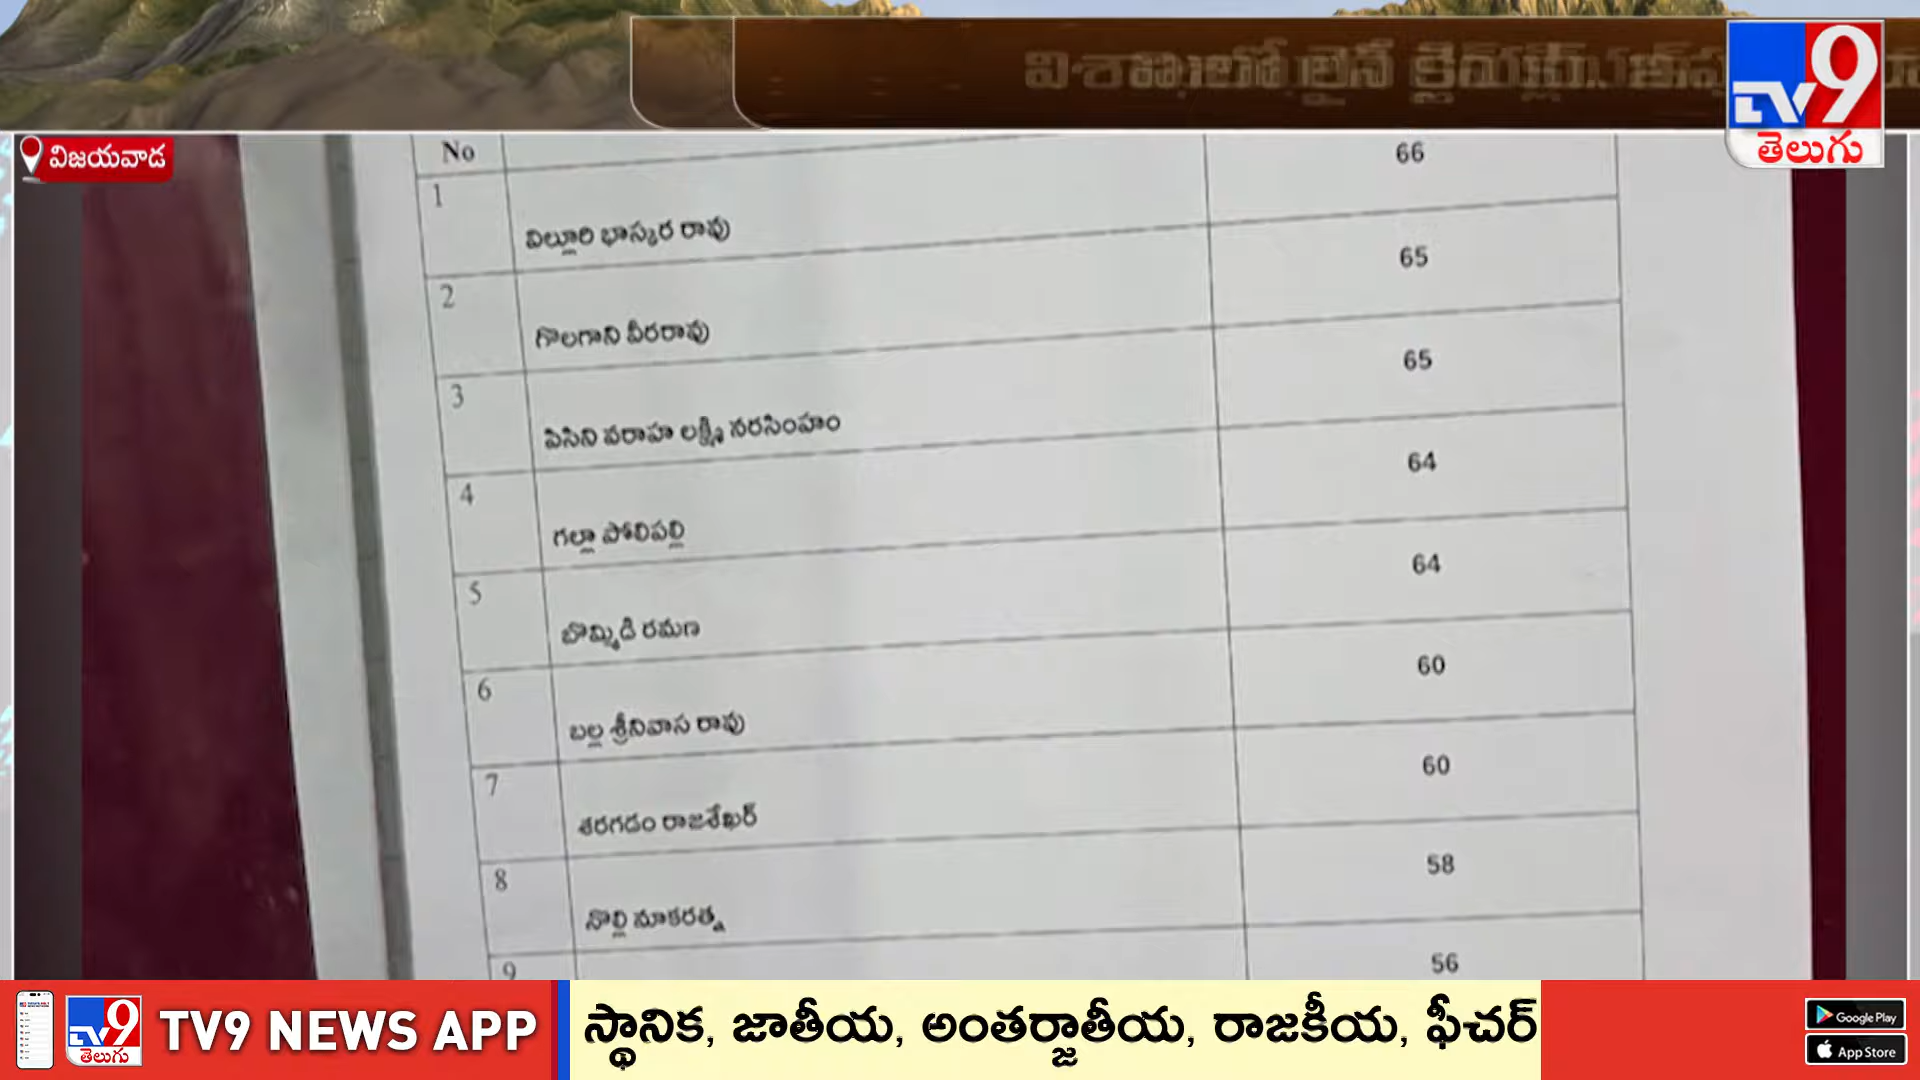 విజయవాడ
TV9
తెలుగు
No
66
1 విల్లూరి భాస్కర రావు
2 గొలగాని వీరరావు 65
3 పిసిని వరాహ లక్ష్మి నరసింహం 65
4 గల్లా పోలిపల్లి 64
5 బొమ్మిడి రమణ 64
6 బల్ల శ్రీనివాస రావు 60
7 శరగడం రాజశేఖర్ 60
8 నొల్లి నూకరత్న 58
9 56
TV9 తెలుగు TV9 NEWS APP స్థానిక, జాతీయ, అంతర్జాతీయ, రాజకీయ, ఫీచర్
Google Play
App Store